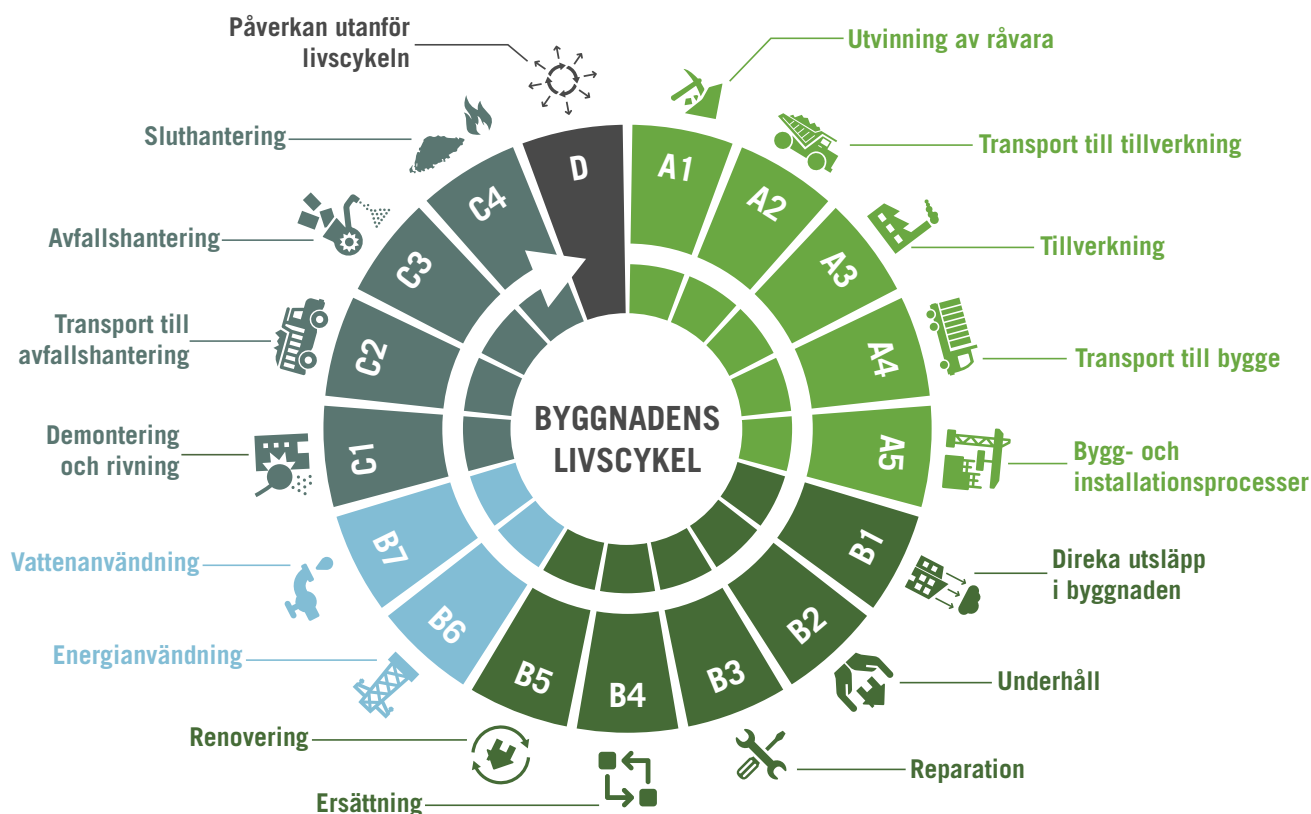 Påverkan utanför
livscykeln
Utvinning av råvara
Sluthantering
Transport till tillverkning
Avfallshantering
Tillverkning
Transport till
avfallshantering
Transport till bygge
Demontering
och rivning
Bygg- och
installationsprocesser
Vattenanvändning
Direka utsläpp
i byggnaden
Energianvändning
Underhåll
Renovering
Reparation
Ersättning
D
A1
A2
A3
A4
A5
B1
B2
B3
B4
B5
B6
B7
C1
C2
C3
C4
BYGGNADENS
LIVSCYKEL